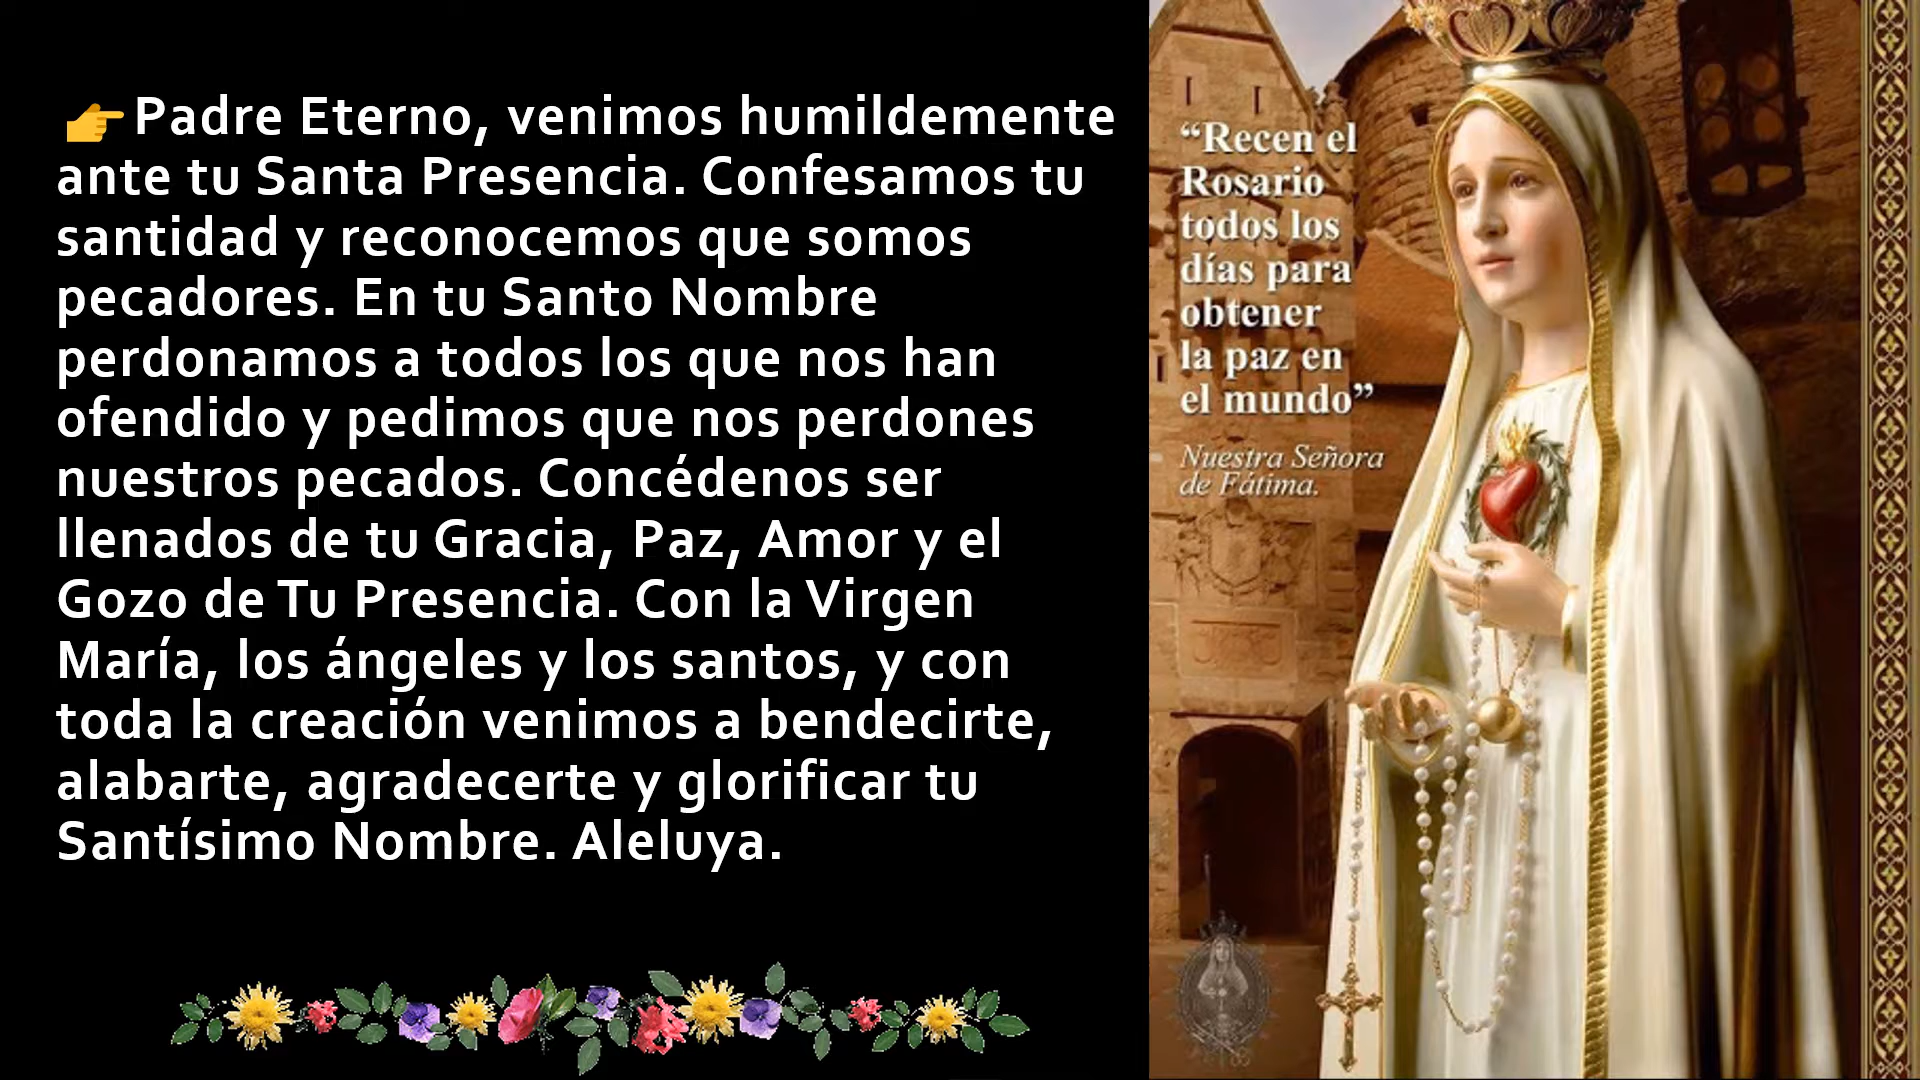 👉Padre Eterno, venimos humildemente
ante tu Santa Presencia. Confesamos tu
santidad y reconocemos que somos
pecadores. En tu Santo Nombre
perdonamos a todos los que nos han
ofendido y pedimos que nos perdones
nuestros pecados. Concédenos ser
llenados de tu Gracia, Paz, Amor y el
Gozo de Tu Presencia. Con la Virgen
María, los ángeles y los santos, y con
toda la creación venimos a bendecirte,
alabarte, agradecerte y glorificar tu
Santísimo Nombre. Aleluya.
“Recen el
Rosario
todos los
días para
obtener
la paz en
el mundo”
Nuestra Señora
de Fátima.